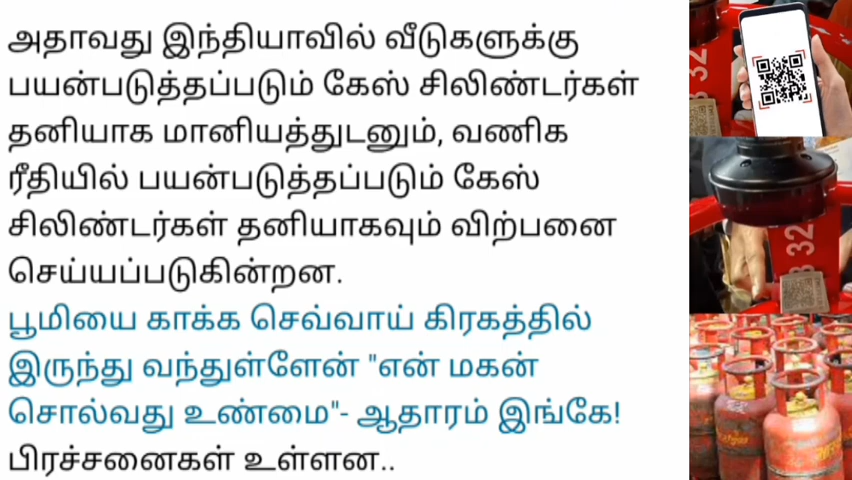 அதாவது இந்தியாவில் வீடுகளுக்கு
பயன்படுத்தப்படும் கேஸ் சிலிண்டர்கள்
தனியாக மானியத்துடனும், வணிக
ரீதியில் பயன்படுத்தப்படும் கேஸ்
சிலிண்டர்கள் தனியாகவும் விற்பனை
செய்யப்படுகின்றன.
பூமியை காக்க செவ்வாய் கிரகத்தில்
இருந்து வந்துள்ளேன் "என் மகன்
சொல்வது உண்மை"- ஆதாரம் இங்கே!
பிரச்சனைகள் உள்ளன..
32
32